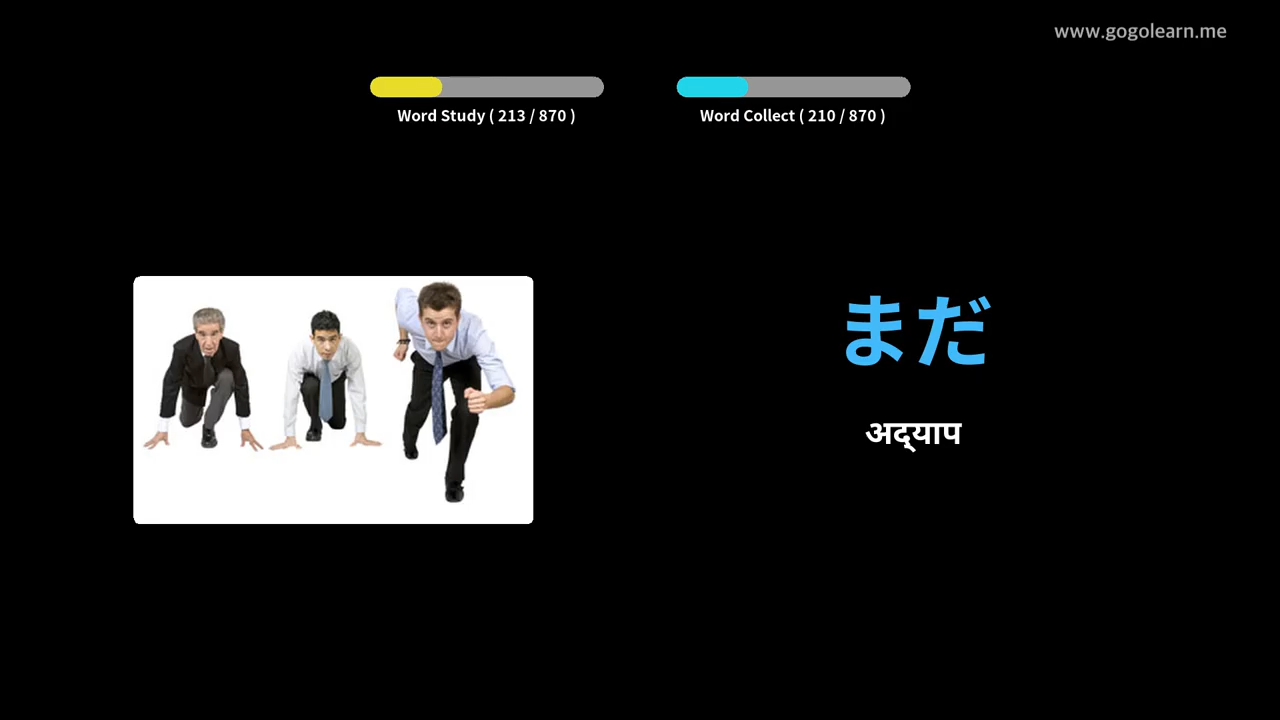 www.gogolearn.me
Word Study ( 213 / 870 )
Word Collect ( 210 / 870 )
まだ
अद्‌याप